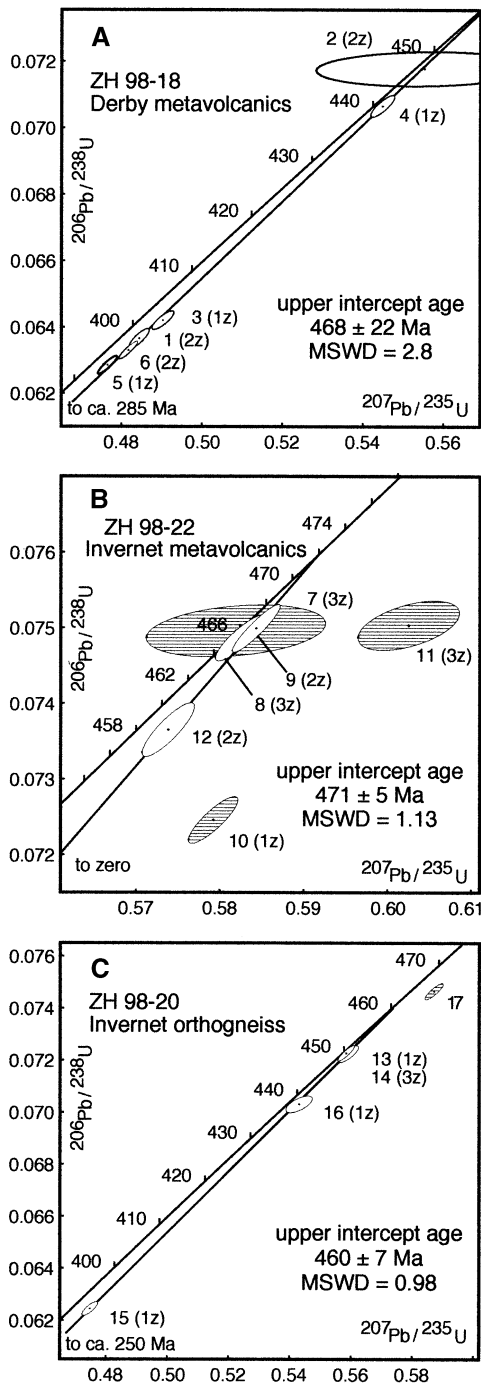 A
ZH 98-18
Derby metavolcanics
2 (2z)
450
440
4 (1z)
430
420
410
400
3 (1z)
1 (2z)
6 (2z)
5 (1z)
upper intercept age
468 ± 22 Ma
MSWD = 2.8
to ca. 285 Ma
207Pb/235U
206Pb/238U
0.072
0.070
0.068
0.066
0.064
0.062
0.48
0.50
0.52
0.54
0.56
B
ZH 98-22
Invernet metavolcanics
474
470
466
462
458
7 (3z)
11 (3z)
9 (2z)
8 (3z)
12 (2z)
10 (1z)
upper intercept age
471 ± 5 Ma
MSWD = 1.13
to zero
207Pb/235U
206Pb/238U
0.076
0.075
0.074
0.073
0.072
0.57
0.58
0.59
0.60
0.61
C
ZH 98-20
Invernet orthogneiss
470
460
450
440
430
420
410
400
17
13 (1z)
14 (3z)
16 (1z)
15 (1z)
upper intercept age
460 ± 7 Ma
MSWD = 0.98
to ca. 250 Ma
207Pb/235U
206Pb/238U
0.076
0.074
0.072
0.070
0.068
0.066
0.064
0.062
0.48
0.50
0.52
0.54
0.56
0.58